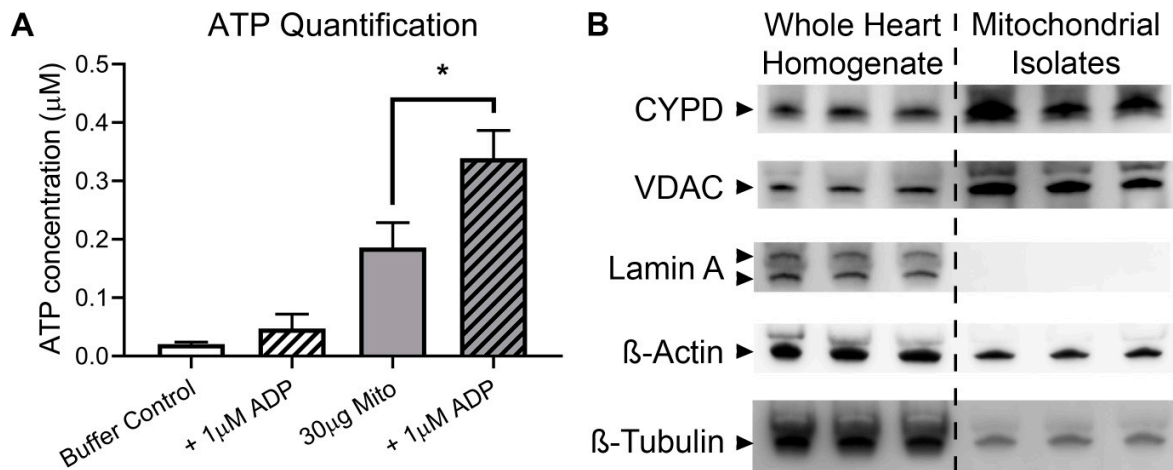 A
ATP Quantification
ATP concentration (μM)
0.5
0.4
0.3
0.2
0.1
0.0
*
Buffer Control
+ 1μM ADP
30μg Mito
+ 1μM ADP
B
Whole Heart
Homogenate
Mitochondrial
Isolates
CYPD
VDAC
Lamin A
ß-Actin
ß-Tubulin